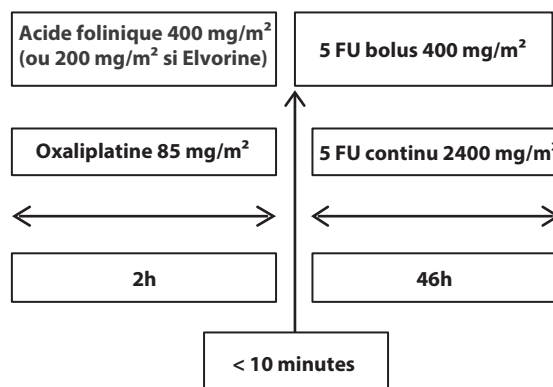 Acide folinique 400 mg/m²
(ou 200 mg/m² si Elvorine)
5 FU bolus 400 mg/m²
Oxaliplatine 85 mg/m²
5 FU continu 2400 mg/m²
2h
46h
< 10 minutes